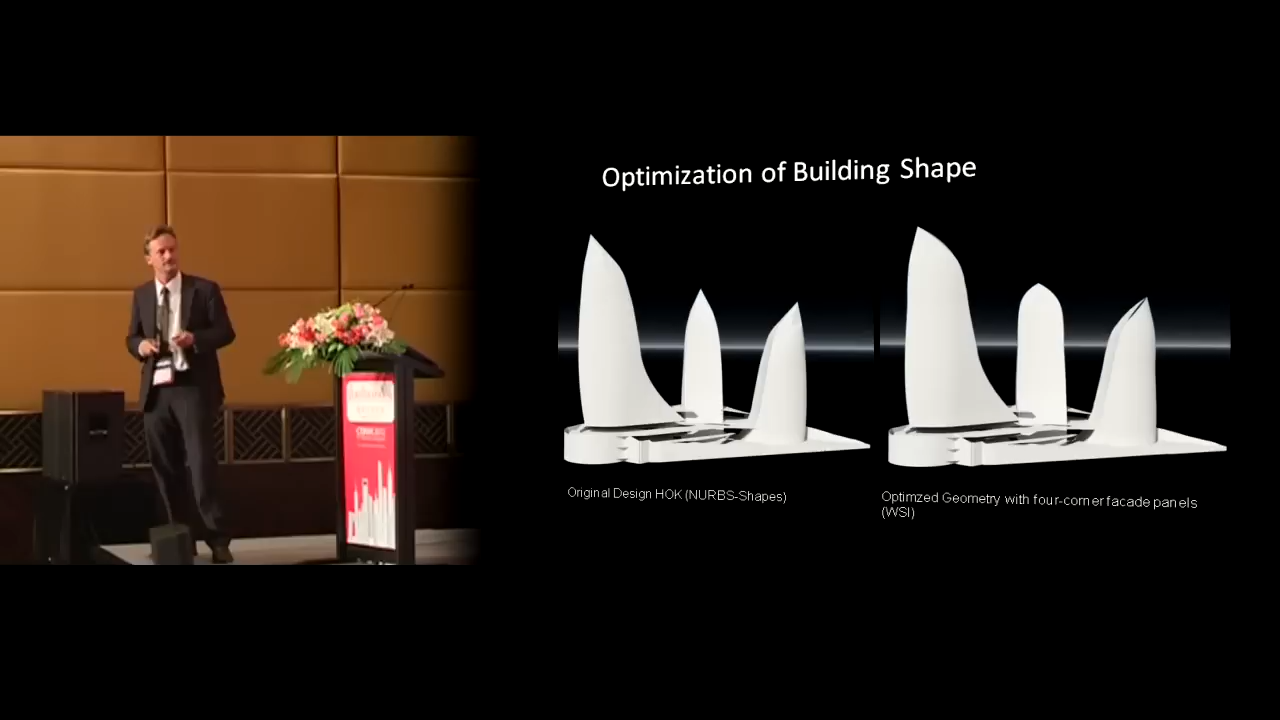 Optimization of Building Shape
Original Design HOK (NURBS-Shapes)
Optimzed Geometry with four-corner facade panels
(WSI)